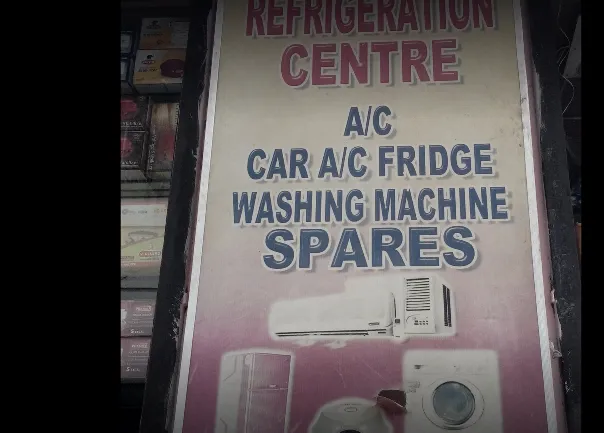 REFRIGERATION
CENTRE
A/C
CAR A/C FRIDGE
WASHING MACHINE
SPARES